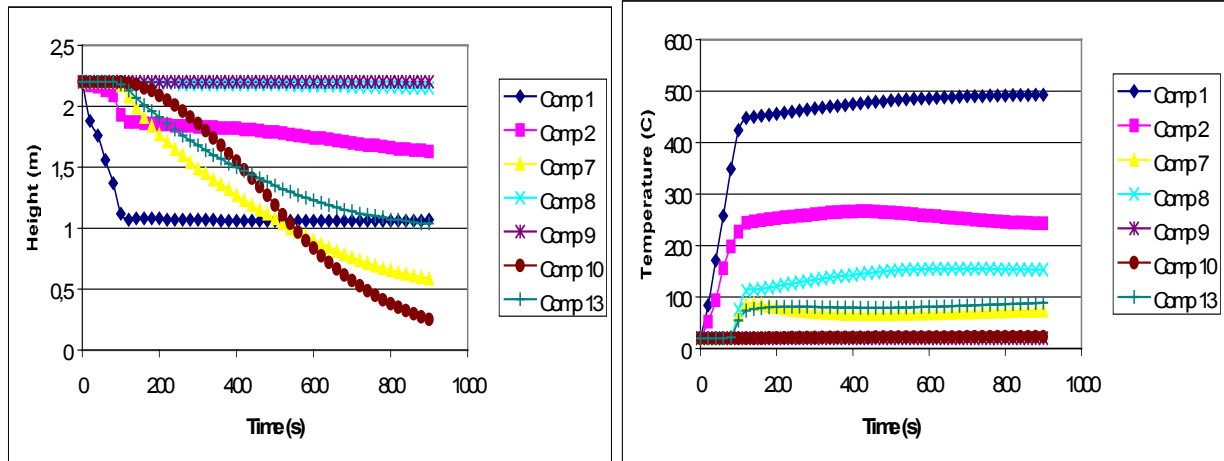 2,5
2
1,5
1
0,5
0
0
200
400
600
800
1000
Height (m)
Time (s)
Comp 1
Comp 2
Comp 7
Comp 8
Comp 9
Comp 10
Comp 13
600
500
400
300
200
100
0
0
200
400
600
800
1000
Temperature (C)
Time (s)
Comp 1
Comp 2
Comp 7
Comp 8
Comp 9
Comp 10
Comp 13